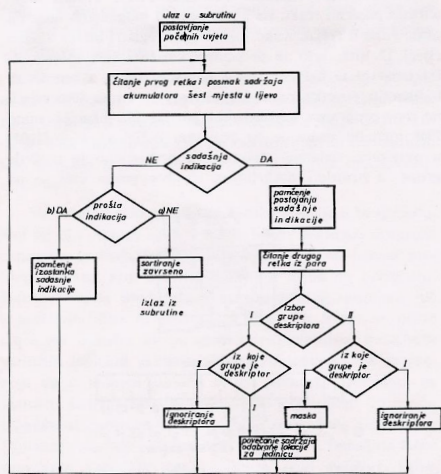 ulaz u subrutinu
postavljanje
početnih uvjeta
čitanje prvog retka i posmak sadržaja
akumulatora šest mjesta u lijevo
NE
sadašnja
indikacija
DA
b) DA
prošla
indikacija
a) NE
pamćenje
postojanja
sadašnje
indikacije
pamčenje
izostanka
sadašnje
indikacije
sortiranje
završeno
izlaz iz
subrutine
čitanje drugog
retka iz para
I
izbor
grupe
deskriptora
II
II
iz koje
grupe je
deskriptor
I
II
iz koje
grupe je
deskriptor
I
ignoriranje
deskriptora
maska
ignoriranje
deskriptora
povečanje sadržaja
odabrane lokacije
za jedinicu